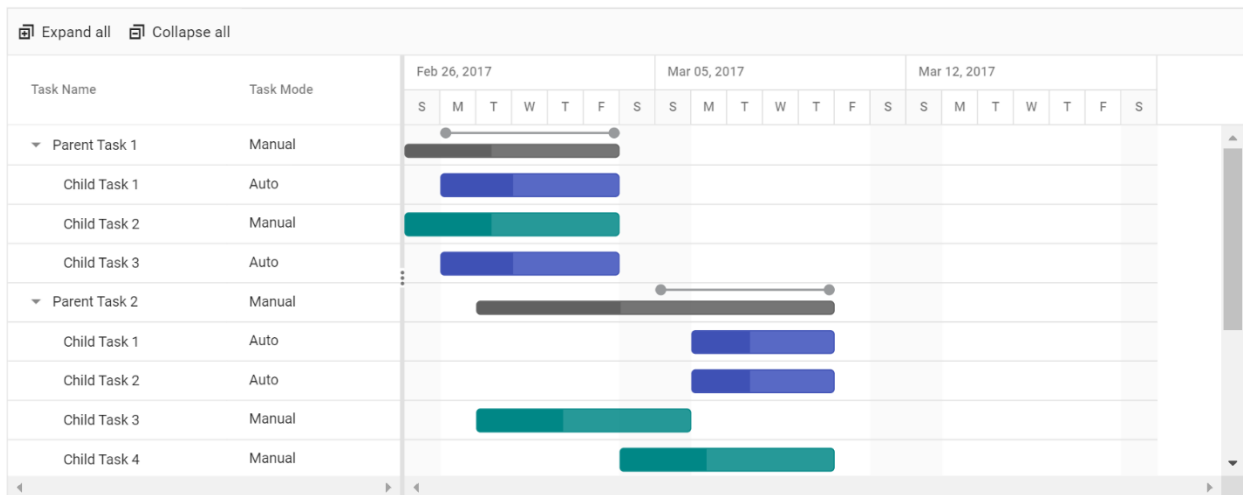 Expand all Collapse all
Task Name Task Mode Feb 26, 2017 Mar 05, 2017 Mar 12, 2017
S M T W T F S S M T W T F S S M T W T F S
Parent Task 1 Manual
Child Task 1 Auto
Child Task 2 Manual
Child Task 3 Auto
Parent Task 2 Manual
Child Task 1 Auto
Child Task 2 Auto
Child Task 3 Manual
Child Task 4 Manual